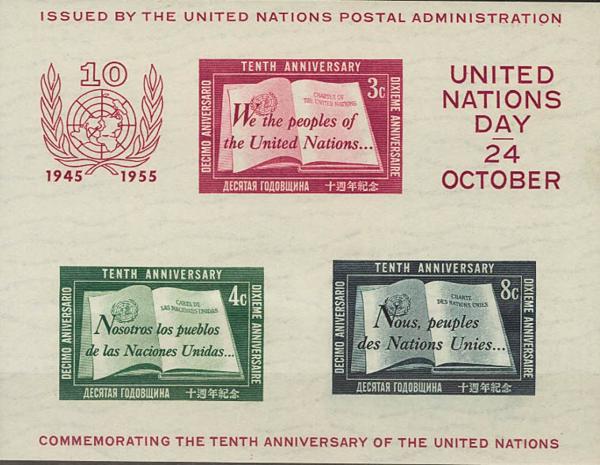 ISSUED BY THE UNITED NATIONS POSTAL ADMINISTRATION
10
1945 1955
TENTH ANNIVERSARY
DECIMO ANIVERSARIO
3c
CHARTER OF
THE UNITED NATIONS
We the peoples of
the United Nations...
DIXIEME ANNIVERSAIRE
ДЕСЯТАЯ ГОДОВЩИНА 十週年紀念
UNITED
NATIONS
DAY
24
OCTOBER
TENTH ANNIVERSARY
DECIMO ANIVERSARIO
4c
CARTA DE
LAS NACIONES UNIDAS
Nosotros los pueblos
de las Naciones Unidas...
DIXIEME ANNIVERSAIRE
ДЕСЯТАЯ ГОДОВЩИНА 十週年紀念
TENTH ANNIVERSARY
DECIMO ANIVERSARIO
8c
CHARTE
DES NATIONS UNIES
Nous, peuples
des Nations Unies...
DIXIEME ANNIVERSAIRE
ДЕСЯТАЯ ГОДОВЩИНА 十週年紀念
COMMEMORATING THE TENTH ANNIVERSARY OF THE UNITED NATIONS